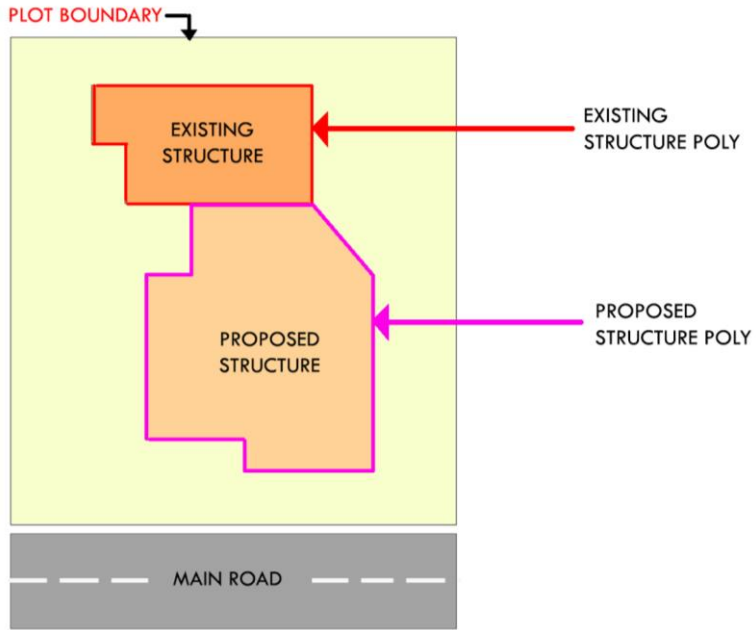 PLOT BOUNDARY
EXISTING
STRUCTURE
EXISTING
STRUCTURE POLY
PROPOSED
STRUCTURE
PROPOSED
STRUCTURE POLY
MAIN ROAD